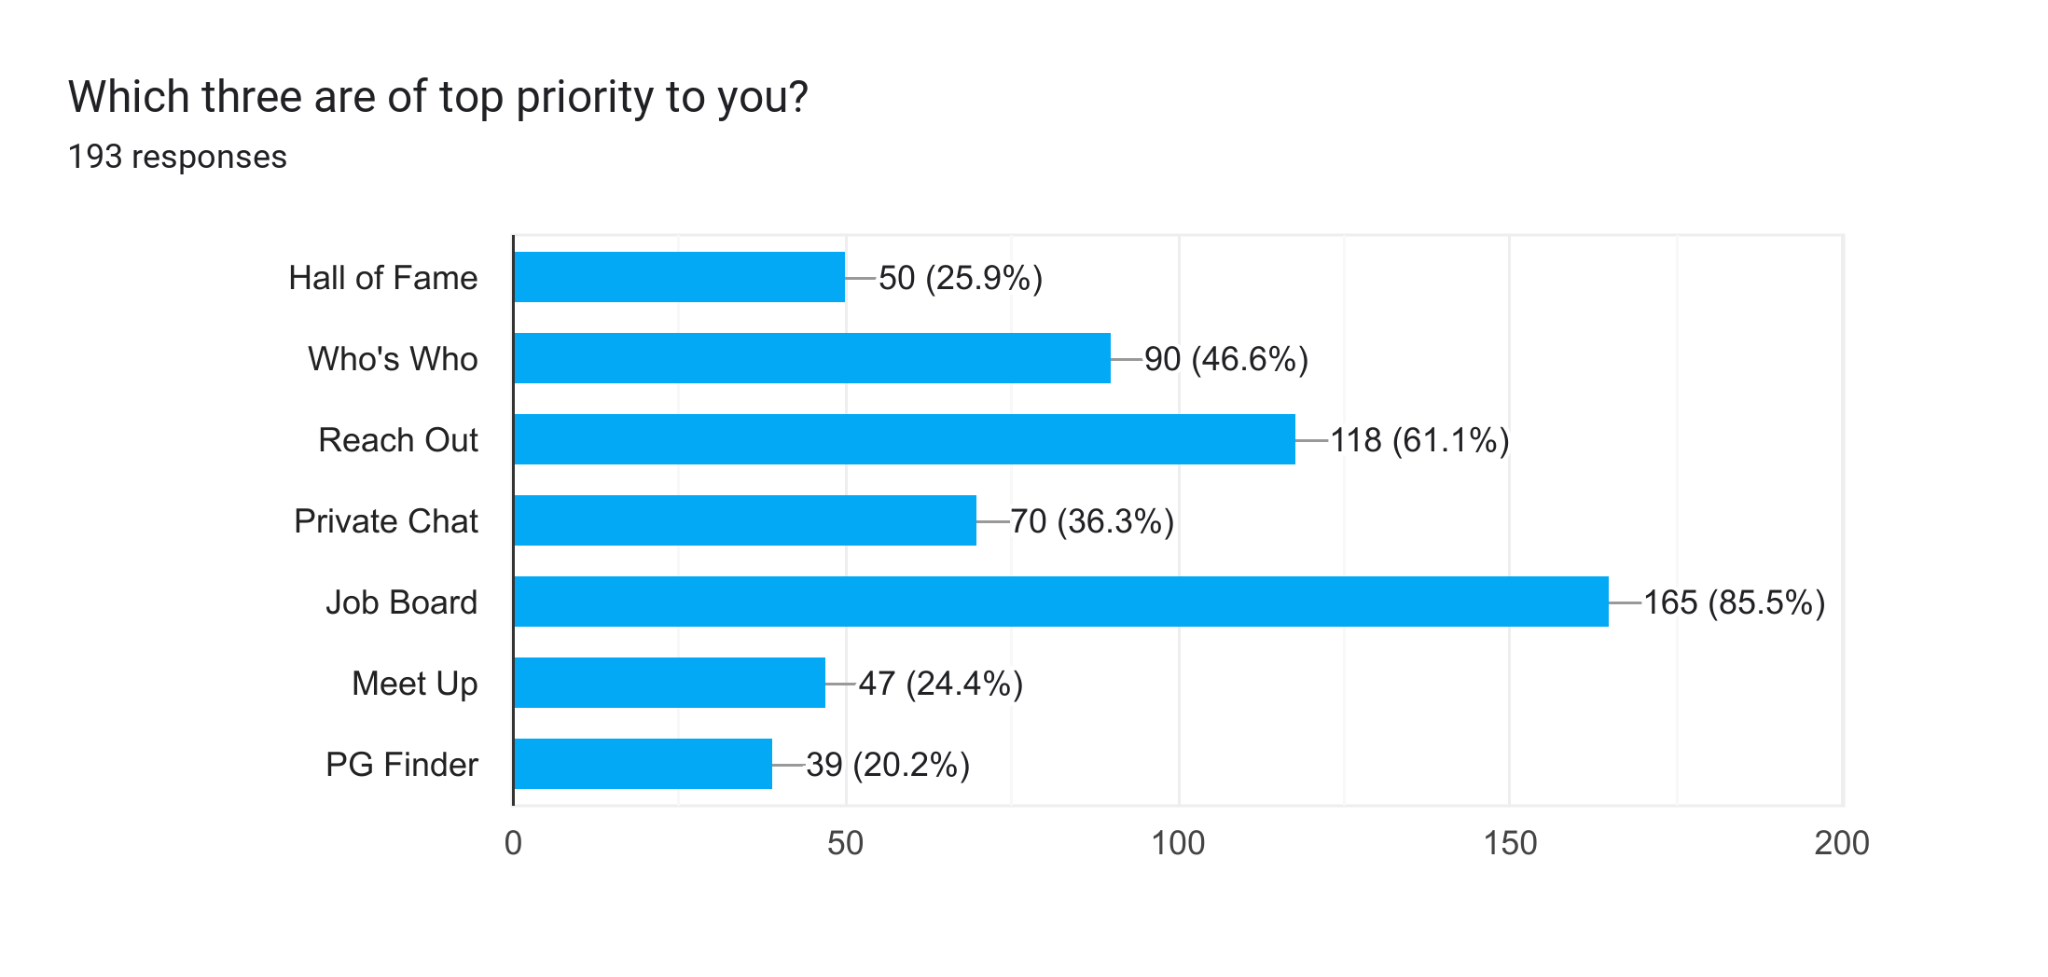 Which three are of top priority to you?
193 responses
Hall of Fame 50 (25.9%)
Who's Who 90 (46.6%)
Reach Out 118 (61.1%)
Private Chat 70 (36.3%)
Job Board 165 (85.5%)
Meet Up 47 (24.4%)
PG Finder 39 (20.2%)
0 50 100 150 200